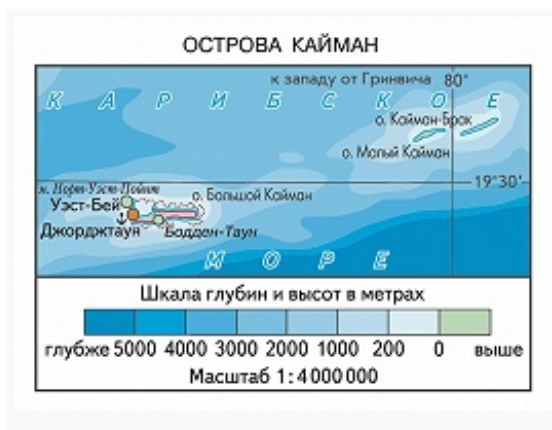 ОСТРОВА КАЙМАН
к западу от Гринвича 80°
КАРИБСКОЕ
о. Кайман-Брак
о. Малый Кайман
19°30'
м. Норт-Уэст-Пойнт
о. Большой Кайман
Уэст-Бей
Джорджтаун
Бодден-Таун
МОРЕ
Шкала глубин и высот в метрах
глубже 5000 4000 3000 2000 1000 200 0 выше
Масштаб 1:4 000 000